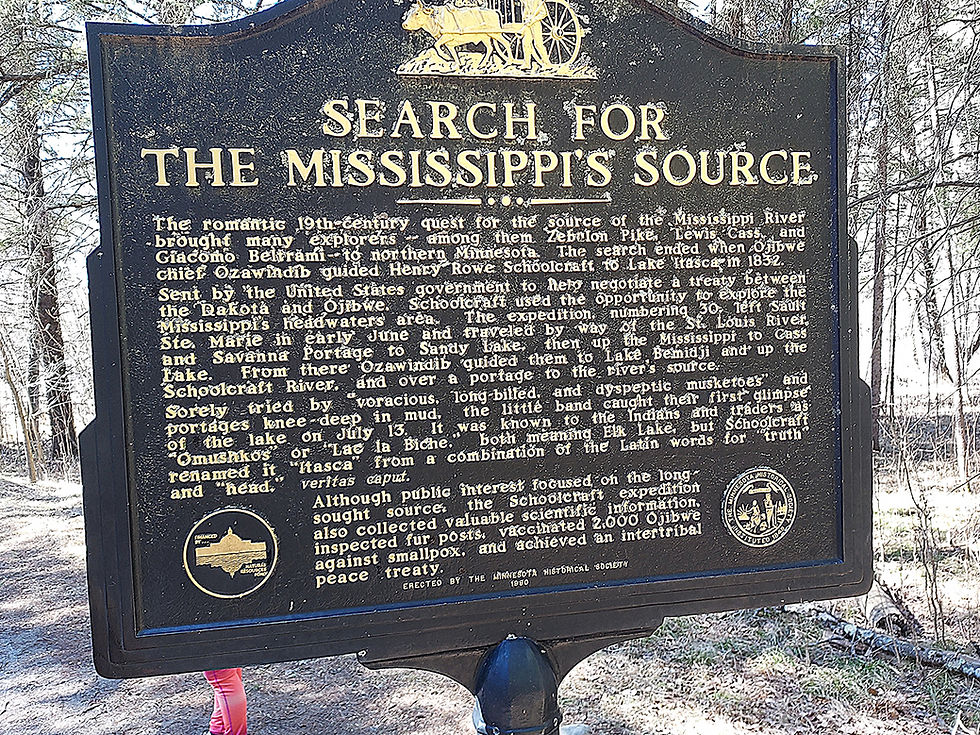 SEARCH FOR
THE MISSISSIPPI'S SOURCE
The romantic 19th-century quest for the source of the Mississippi River
brought many explorers -- among them Zebulon Pike, Lewis Cass, and
Giacomo Beltrami -- to northern Minnesota. The search ended when Ojibwe
chief Ozawindib guided Henry Rowe Schoolcraft to Lake Itasca in 1832.
Sent by the United States government to help negotiate a treaty between
the Dakota and Ojibwe, Schoolcraft used the opportunity to explore the
Mississippi's headwaters area. The expedition, numbering 30, left Sault
Ste. Marie in early June and traveled by way of the St. Louis River,
and Savanna Portage to Sandy Lake, then up the Mississippi to Cass
Lake. From there Ozawindib guided them to Lake Bemidji and up the
Schoolcraft River, and over a portage to the river's source.
Sorely tried by "voracious, long-billed, and dyspeptic musketoes" and
portages knee-deep in mud, the little band caught their first glimpse
of the lake on July 13. It was known to the Indians and traders as
"Omushkos" or "Lac la Biche," both meaning Elk Lake, but Schoolcraft
renamed it "Itasca" from a combination of the Latin words for "truth"
and "head," veritas caput.
Although public interest focused on the long-
sought source, the Schoolcraft expedition
also collected valuable scientific information,
inspected fur posts, vaccinated 2,000 Ojibwe
against smallpox, and achieved an intertribal
peace treaty.
ERECTED BY THE MINNESOTA HISTORICAL SOCIETY
1990
FINANCED
BY...
NATURAL
RESOURCES
FUND
MINNESOTA HISTORICAL SOCIETY
INSTITUTED 1849